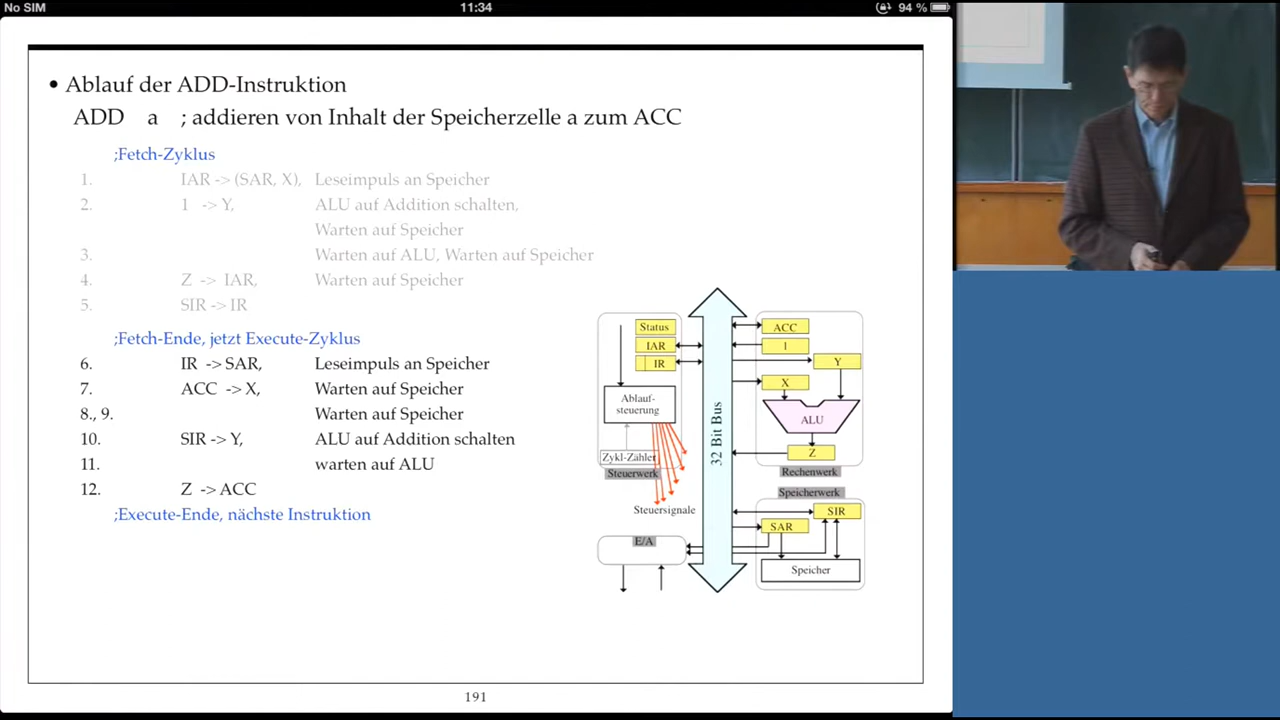 No SIM 11:34 94 %
• Ablauf der ADD-Instruktion
ADD a ; addieren von Inhalt der Speicherzelle a zum ACC
;Fetch-Zyklus
1. IAR -> (SAR, X), Leseimpuls an Speicher
2. 1 -> Y, ALU auf Addition schalten,
Warten auf Speicher
3. Warten auf ALU, Warten auf Speicher
4. Z -> IAR, Warten auf Speicher
5. SIR -> IR
;Fetch-Ende, jetzt Execute-Zyklus
6. IR -> SAR, Leseimpuls an Speicher
7. ACC -> X, Warten auf Speicher
8., 9. Warten auf Speicher
10. SIR -> Y, ALU auf Addition schalten
11. warten auf ALU
12. Z -> ACC
;Execute-Ende, nächste Instruktion
Status
IAR
IR
Ablauf-
steuerung
Zykl-Zähler
Steuerwerk
Steuersignale
E/A
32 Bit Bus
ACC
1
Y
X
ALU
Z
Rechenwerk
Speicherwerk
SIR
SAR
Speicher
191